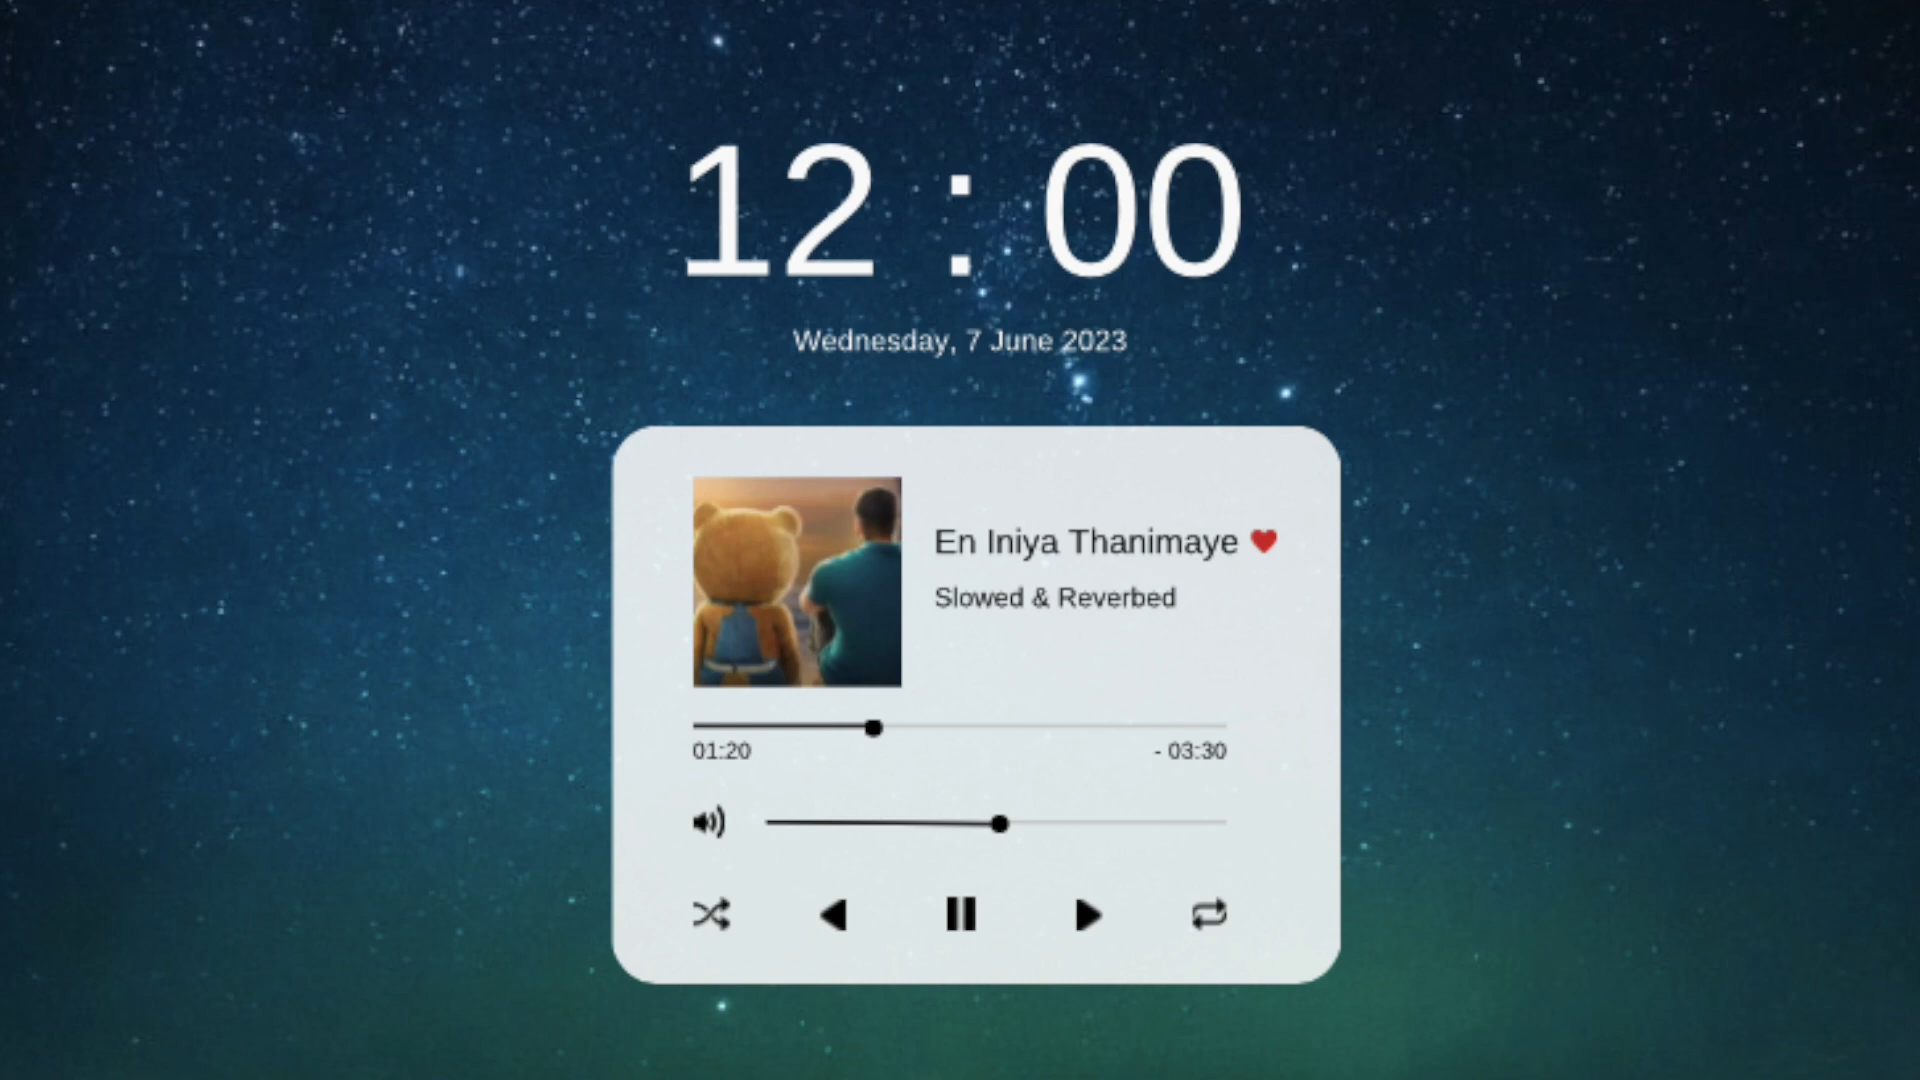 12 : 00
Wednesday, 7 June 2023
En Iniya Thanimaye ❤
Slowed & Reverbed
01:20
- 03:30